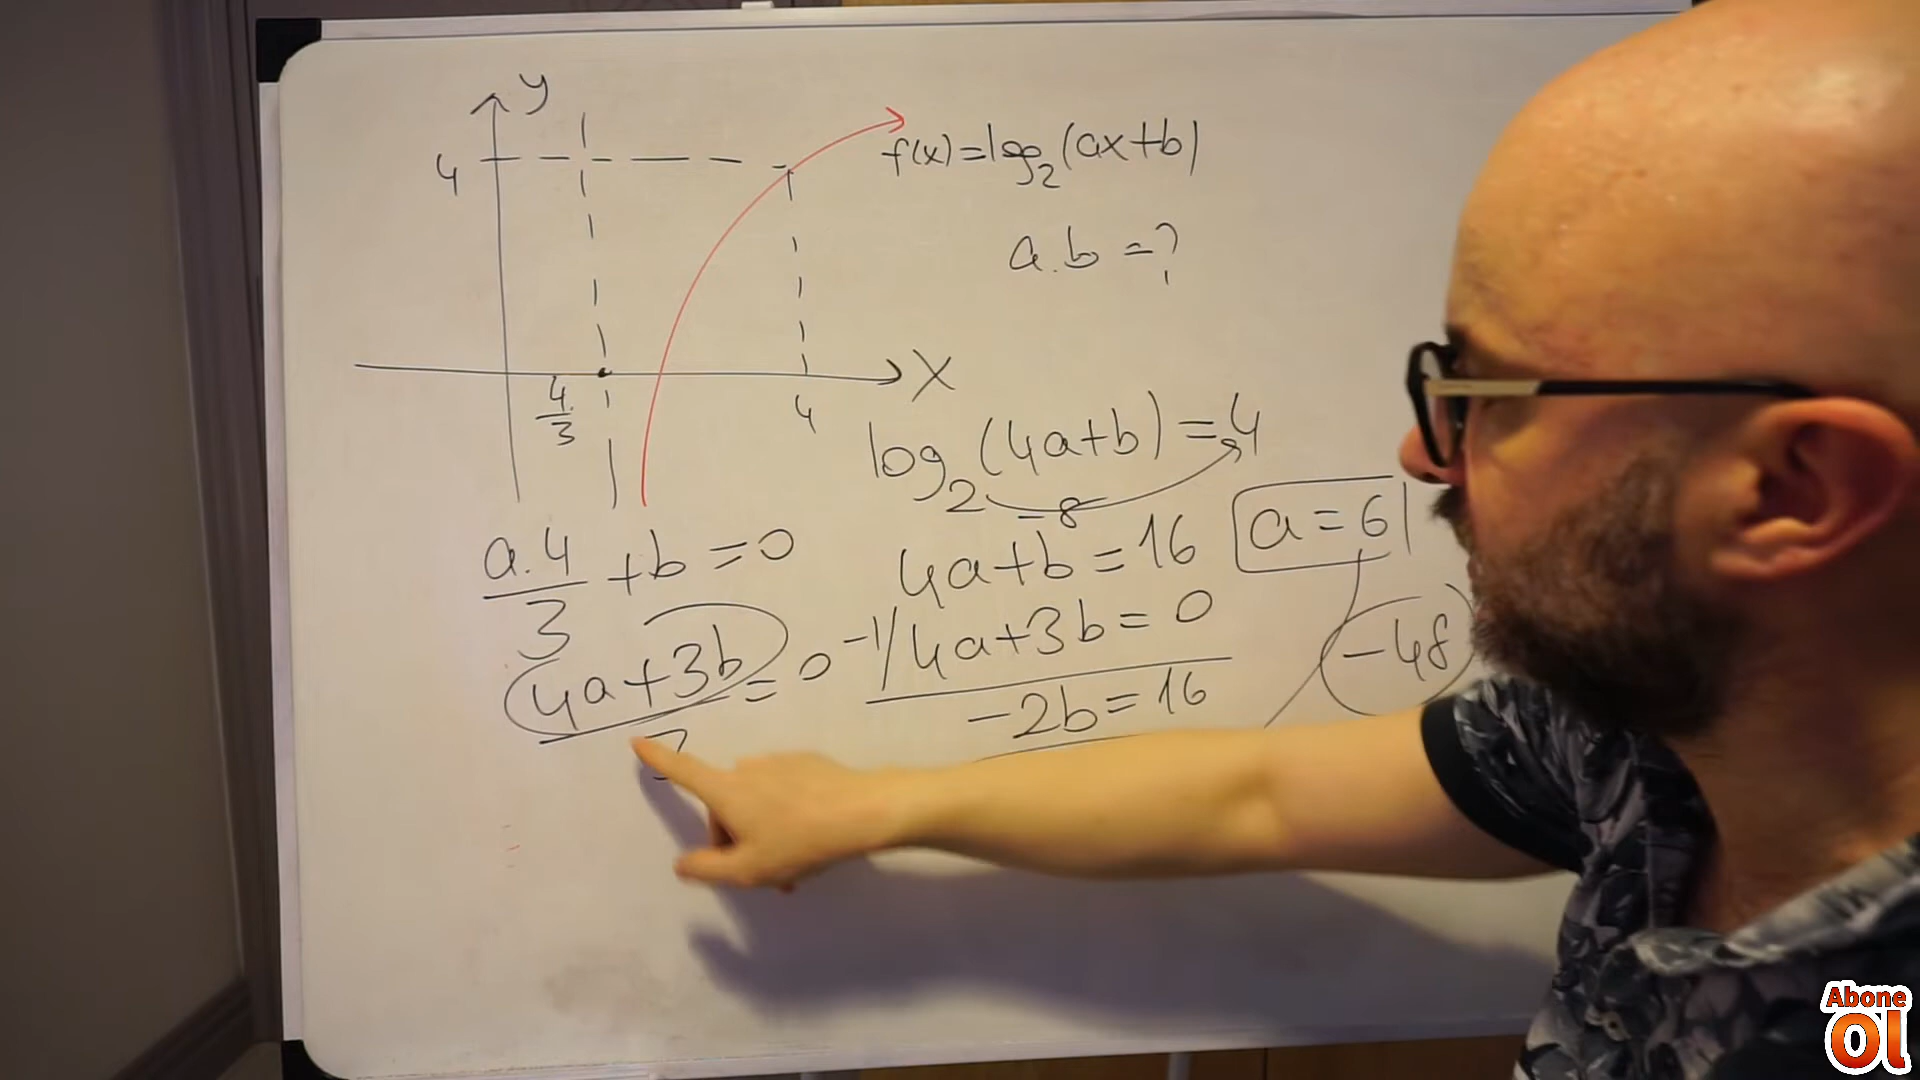 y
4
f(x)=log₂(ax+b)
a.b=?
x
4/3
4
log₂(4a+b)=4
-8
a.4/3+b=0
4a+b=16
a=6
4a+3b/3=0
-1/4a+3b=0
-48
-2b=16
Abone
Ol